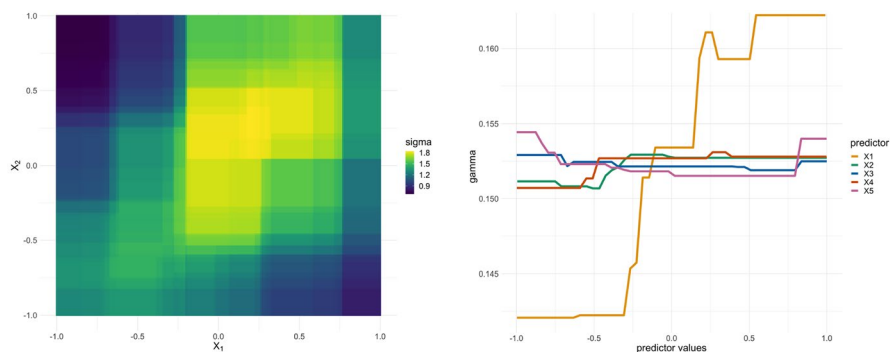 1.0
0.5
0.0
-0.5
-1.0
X2
-1.0 -0.5 0.0 0.5 1.0
X1
sigma
1.8
1.5
1.2
0.9
0.160
0.155
0.150
0.145
gamma
-1.0 -0.5 0.0 0.5 1.0
predictor values
predictor
X1
X2
X3
X4
X5